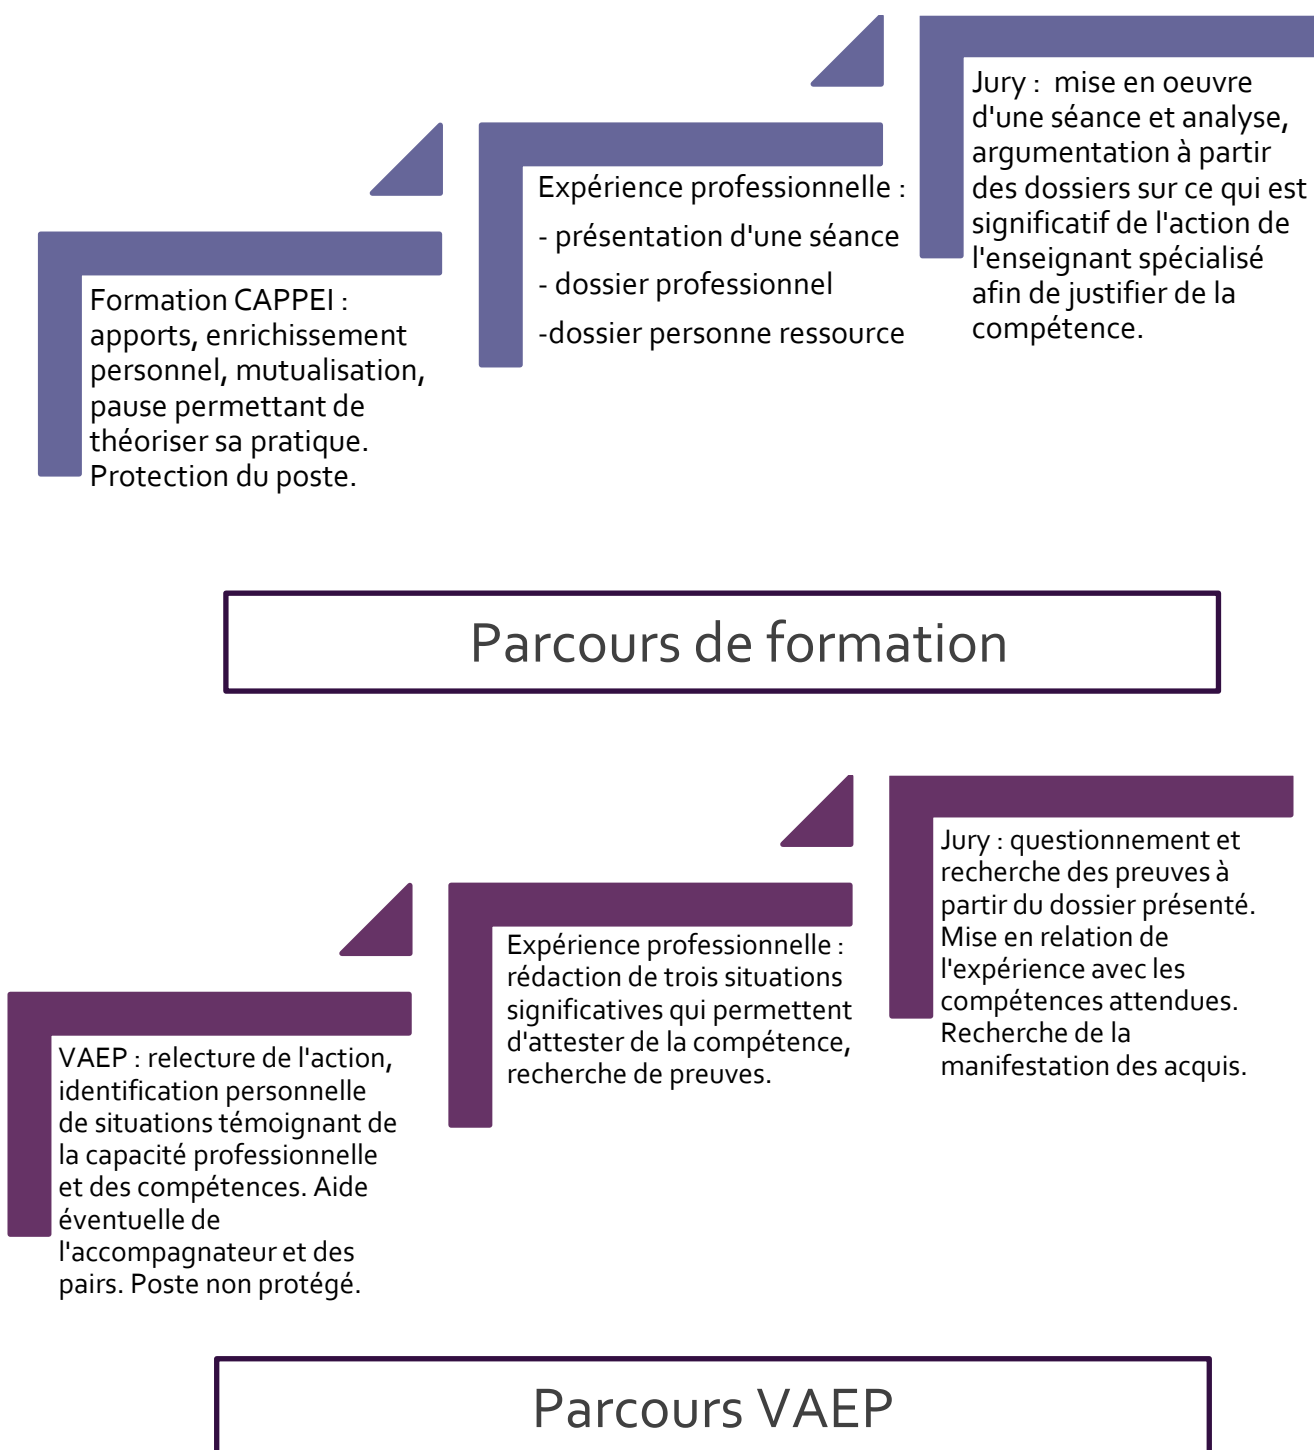 Formation CAPPEI :
apports, enrichissement
personnel, mutualisation,
pause permettant de
théoriser sa pratique.
Protection du poste.
Expérience professionnelle :
- présentation d'une séance
- dossier professionnel
-dossier personne ressource
Jury :  mise en oeuvre
d'une séance et analyse,
argumentation à partir
des dossiers sur ce qui est
significatif de l'action de
l'enseignant spécialisé
afin de justifier de la
compétence.
Parcours de formation
VAEP : relecture de l'action,
identification personnelle
de situations témoignant de
la capacité professionnelle
et des compétences. Aide
éventuelle de
l'accompagnateur et des
pairs. Poste non protégé.
Expérience professionnelle :
rédaction de trois situations
significatives qui permettent
d'attester de la compétence,
recherche de preuves.
Jury : questionnement et
recherche des preuves à
partir du dossier présenté.
Mise en relation de
l'expérience avec les
compétences attendues.
Recherche de la
manifestation des acquis.
Parcours VAEP